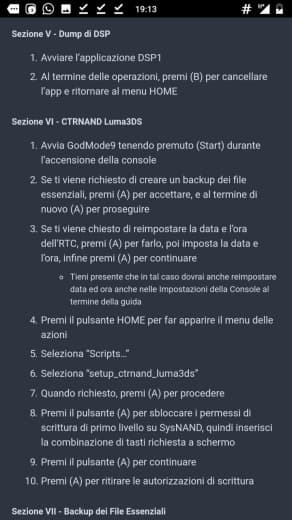 19:13
Sezione V - Dump di DSP
1. Avviare l'applicazione DSP1
2. Al termine delle operazioni, premi (B) per cancellare
l'app e ritornare al menu HOME
Sezione VI - CTRNAND Luma3DS
1. Avvia GodMode9 tenendo premuto (Start) durante
l'accensione della console
2. Se ti viene richiesto di creare un backup dei file
essenziali, premi (A) per accettare, e al termine di
nuovo (A) per proseguire
3. Se ti viene chiesto di reimpostare la data e l'ora
dell'RTC, premi (A) per farlo, poi imposta la data e
l'ora, infine premi (A) per continuare
Tieni presente che in tal caso dovrai anche reimpostare
data ed ora anche nelle Impostazioni della Console al
termine della guida
4. Premi il pulsante HOME per far apparire il menu delle
azioni
5. Seleziona “Scripts...”
6. Seleziona “setup_ctrnand_luma3ds”
7. Quando richiesto, premi (A) per procedere
8. Premi il pulsante (A) per sbloccare i permessi di
scrittura di primo livello su SysNAND, quindi inserisci
la combinazione di tasti richiesta a schermo
9. Premi il pulsante (A) per continuare
10. Premi (A) per ritirare le autorizzazioni di scrittura
Sezione VII - Backup dei File Essenziali